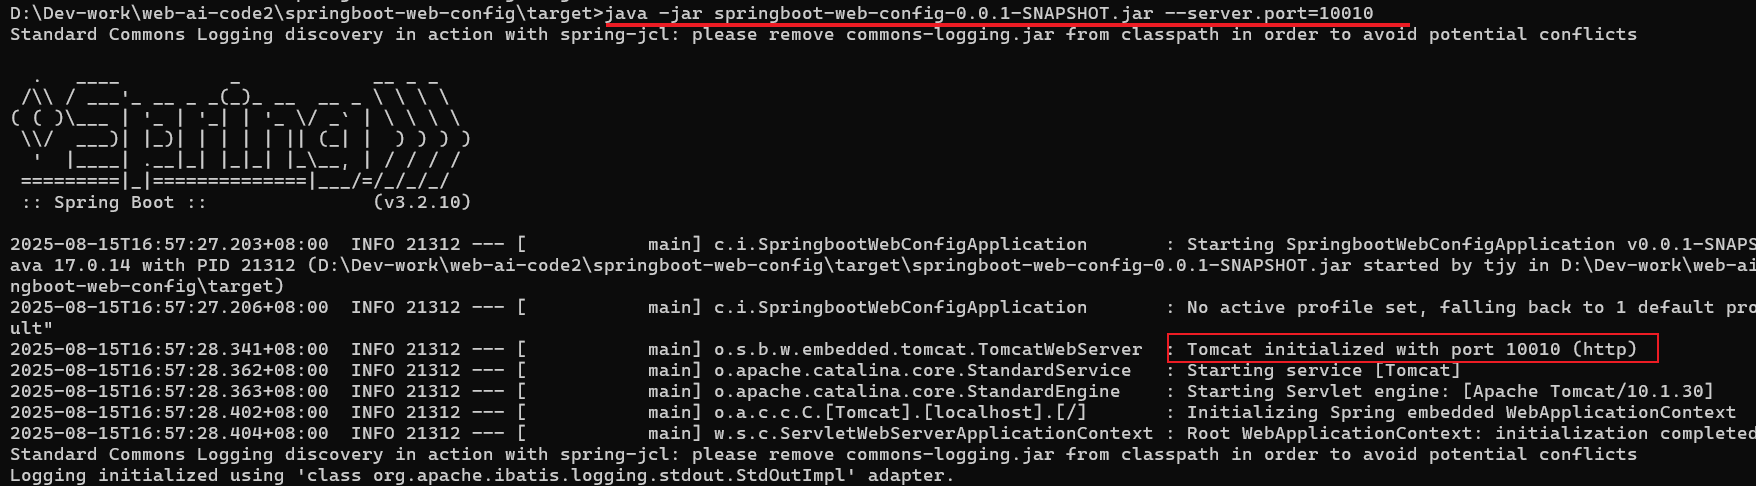 D:\Dev-work\web-ai-code2\springboot-web-config\target>java -jar springboot-web-config-0.0.1-SNAPSHOT.jar --server.port=10010
Standard Commons Logging discovery in action with spring-jcl: please remove commons-logging.jar from classpath in order to avoid potential conflicts
  .   ____          _            __ _ _
 /\\ / ___'_ __ _ _(_)_ __  __ _ \ \ \ \
( ( )\___ | '_ | '_| | '_ \/ _` | \ \ \ \
 \\/  ___)| |_)| | | | | || (_| |  ) ) ) )
  '  |____| .__|_| |_|_| |_\__, | / / / /
 =========|_|==============|___/=/_/_/_/
 :: Spring Boot ::               (v3.2.10)
2025-08-15T16:57:27.203+08:00  INFO 21312 --- [           main] c.i.SpringbootWebConfigApplication       : Starting SpringbootWebConfigApplication v0.0.1-SNAPS
ava 17.0.14 with PID 21312 (D:\Dev-work\web-ai-code2\springboot-web-config\target\springboot-web-config-0.0.1-SNAPSHOT.jar started by tjy in D:\Dev-work\web-ai
ngboot-web-config\target)
2025-08-15T16:57:27.206+08:00  INFO 21312 --- [           main] c.i.SpringbootWebConfigApplication       : No active profile set, falling back to 1 default pro
ult"
2025-08-15T16:57:28.341+08:00  INFO 21312 --- [           main] o.s.b.w.embedded.tomcat.TomcatWebServer  : Tomcat initialized with port 10010 (http)
2025-08-15T16:57:28.362+08:00  INFO 21312 --- [           main] o.apache.catalina.core.StandardService   : Starting service [Tomcat]
2025-08-15T16:57:28.363+08:00  INFO 21312 --- [           main] o.apache.catalina.core.StandardEngine    : Starting Servlet engine: [Apache Tomcat/10.1.30]
2025-08-15T16:57:28.402+08:00  INFO 21312 --- [           main] o.a.c.c.C.[Tomcat].[localhost].[/]       : Initializing Spring embedded WebApplicationContext
2025-08-15T16:57:28.404+08:00  INFO 21312 --- [           main] w.s.c.ServletWebServerApplicationContext : Root WebApplicationContext: initialization completed
Standard Commons Logging discovery in action with spring-jcl: please remove commons-logging.jar from classpath in order to avoid potential conflicts
Logging initialized using 'class org.apache.ibatis.logging.stdout.StdOutImpl' adapter.